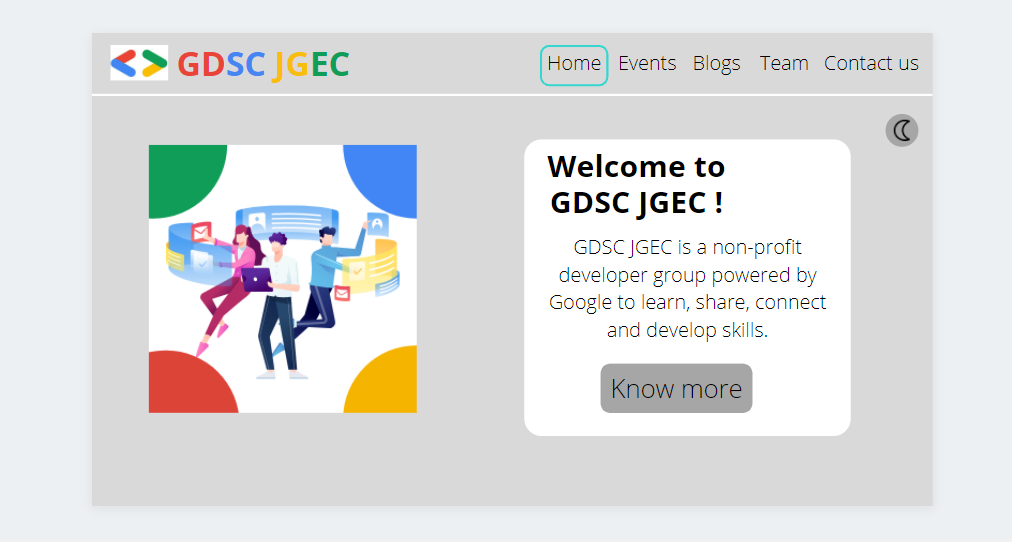 GDSC JGEC
Home Events Blogs Team Contact us
Welcome to
GDSC JGEC !
GDSC JGEC is a non-profit
developer group powered by
Google to learn, share, connect
and develop skills.
Know more